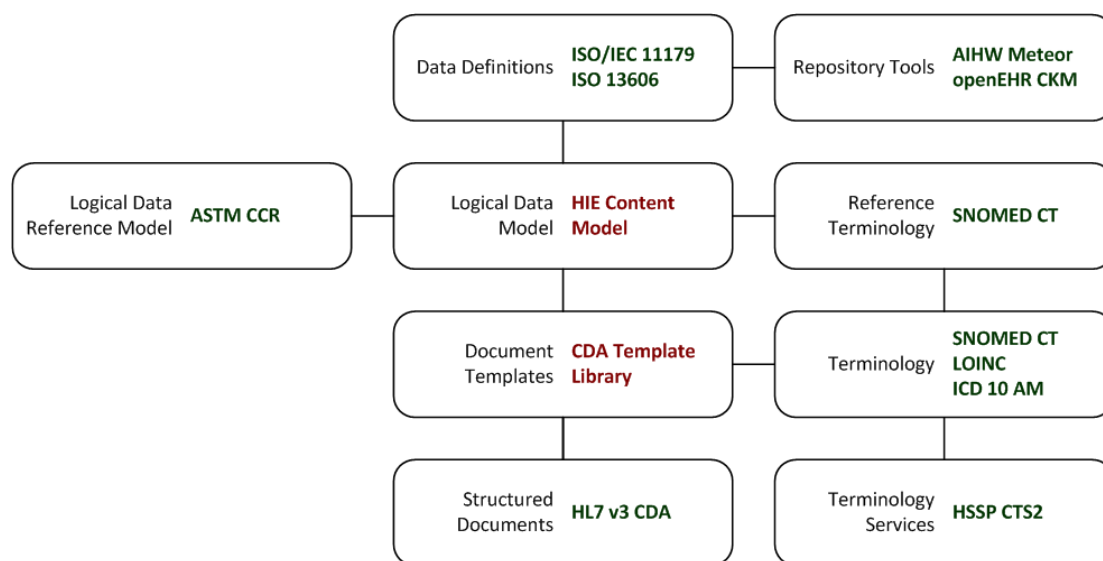 Data Definitions
ISO/IEC 11179
ISO 13606
Repository Tools
AIHW Meteor
openEHR CKM
Logical Data
Reference Model
ASTM CCR
Logical Data
Model
HIE Content
Model
Reference
Terminology
SNOMED CT
Document
Templates
CDA Template
Library
Terminology
SNOMED CT
LOINC
ICD 10 AM
Structured
Documents
HL7 v3 CDA
Terminology
Services
HSSP CTS2